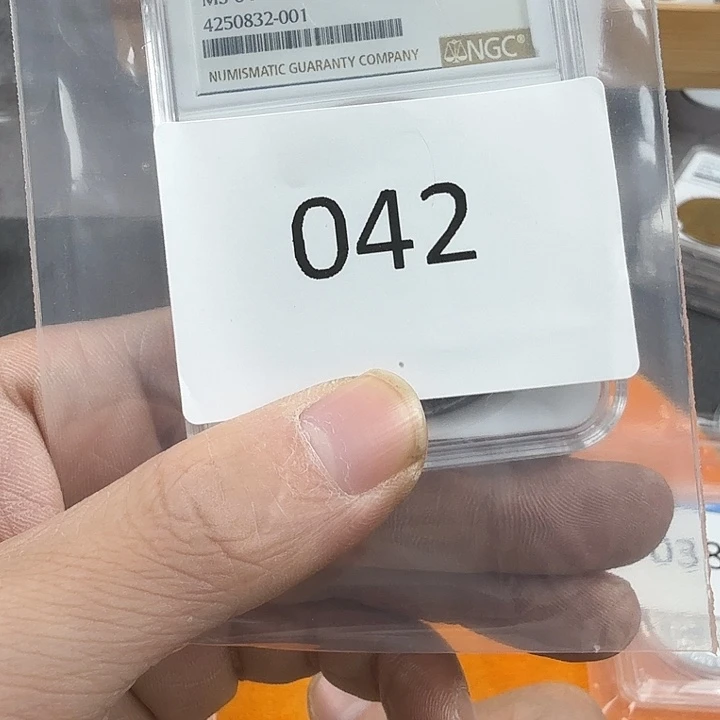 4250832-001
NGC®
NUMISMATIC GUARANTY COMPANY
042